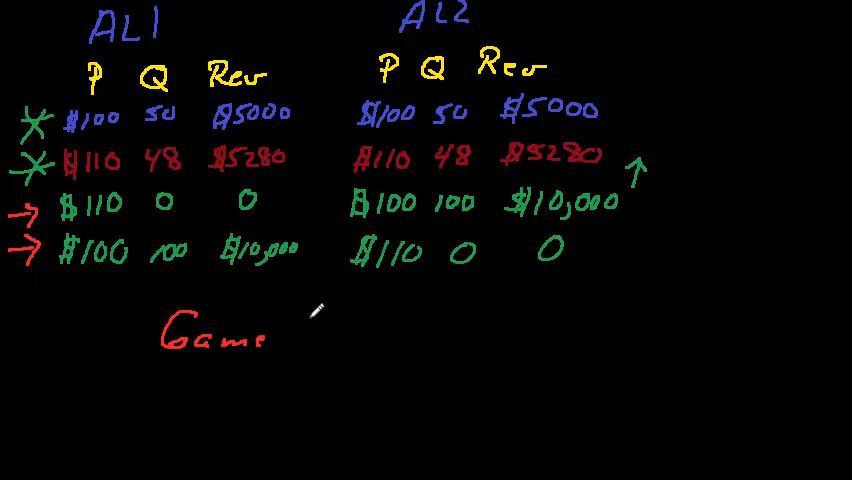 AL1 AL2
P Q Rev P Q Rev
$100 50 $5000 $100 50 $5000
$110 48 $5280 $110 48 $5280
$110 0 0 $100 100 $10,000
$100 100 $10,000 $110 0 0
Game